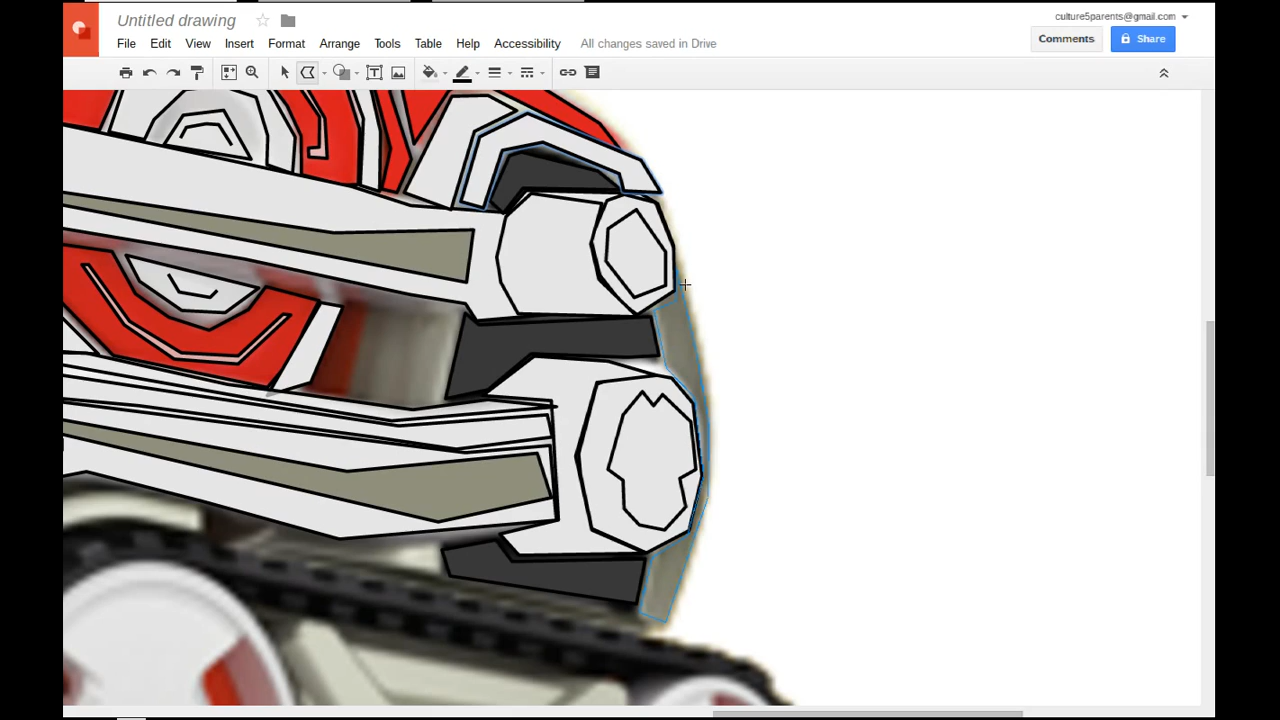 Untitled drawing
culture5parents@gmail.com
File Edit View Insert Format Arrange Tools Table Help Accessibility All changes saved in Drive
Comments
Share